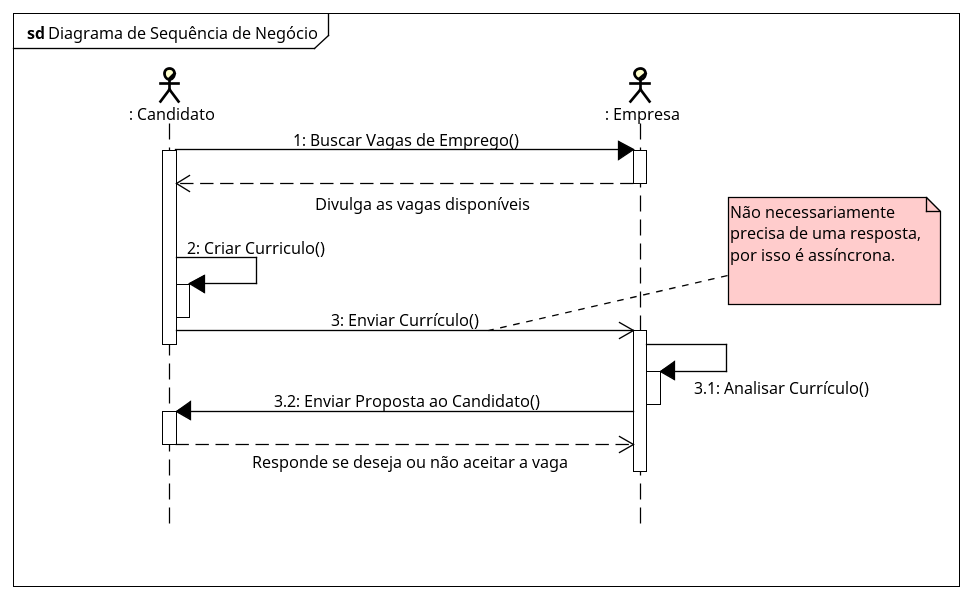 sd Diagrama de Sequência de Negócio
: Candidato
: Empresa
1: Buscar Vagas de Emprego()
Divulga as vagas disponíveis
Não necessariamente
precisa de uma resposta,
por isso é assíncrona.
2: Criar Curriculo()
3: Enviar Currículo()
3.1: Analisar Currículo()
3.2: Enviar Proposta ao Candidato()
Responde se deseja ou não aceitar a vaga